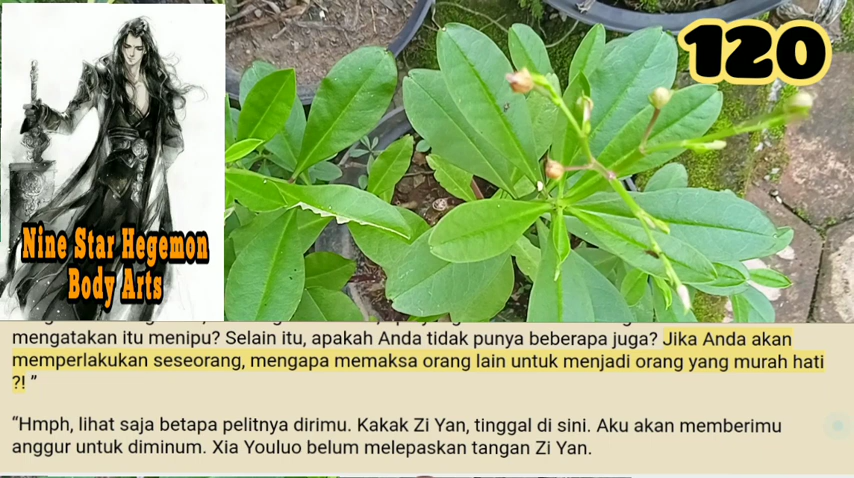 120
Nine Star Hegemon
Body Arts
mengatakan itu menipu? Selain itu, apakah Anda tidak punya beberapa juga? Jika Anda akan
memperlakukan seseorang, mengapa memaksa orang lain untuk menjadi orang yang murah hati
?! ”
“Hmph, lihat saja betapa pelitnya dirimu. Kakak Zi Yan, tinggal di sini. Aku akan memberimu
anggur untuk diminum. Xia Youluo belum melepaskan tangan Zi Yan.